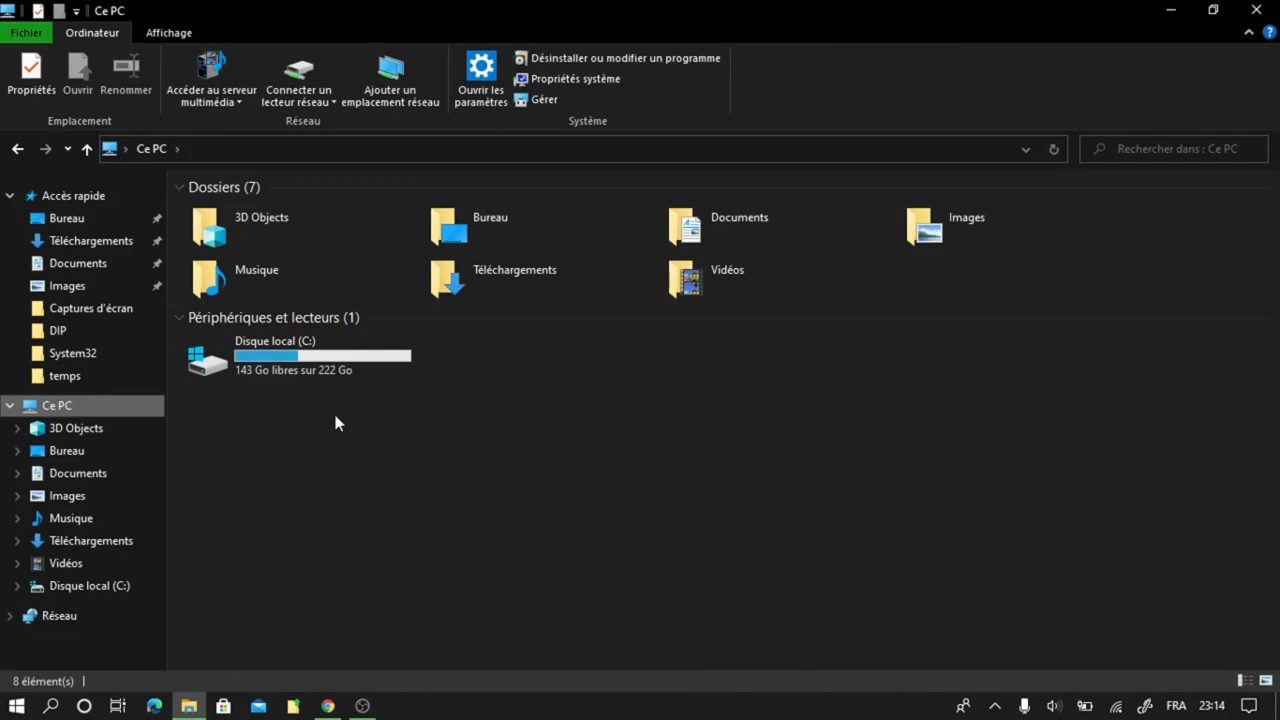 Ce PC
Fichier
Ordinateur
Affichage
Propriétés
Ouvrir
Renommer
Emplacement
Accéder au serveur
multimédia
Connecter un
lecteur réseau
Ajouter un
emplacement réseau
Réseau
Ouvrir les
paramètres
Désinstaller ou modifier un programme
Propriétés système
Gérer
Système
Ce PC
Rechercher dans : Ce PC
Accès rapide
Bureau
Téléchargements
Documents
Images
Captures d'écran
DIP
System32
temps
Ce PC
3D Objects
Bureau
Documents
Images
Musique
Téléchargements
Vidéos
Disque local (C:)
Réseau
Dossiers (7)
3D Objects
Bureau
Documents
Images
Musique
Téléchargements
Vidéos
Périphériques et lecteurs (1)
Disque local (C:)
143 Go libres sur 222 Go
8 élément(s)
FRA
23:14